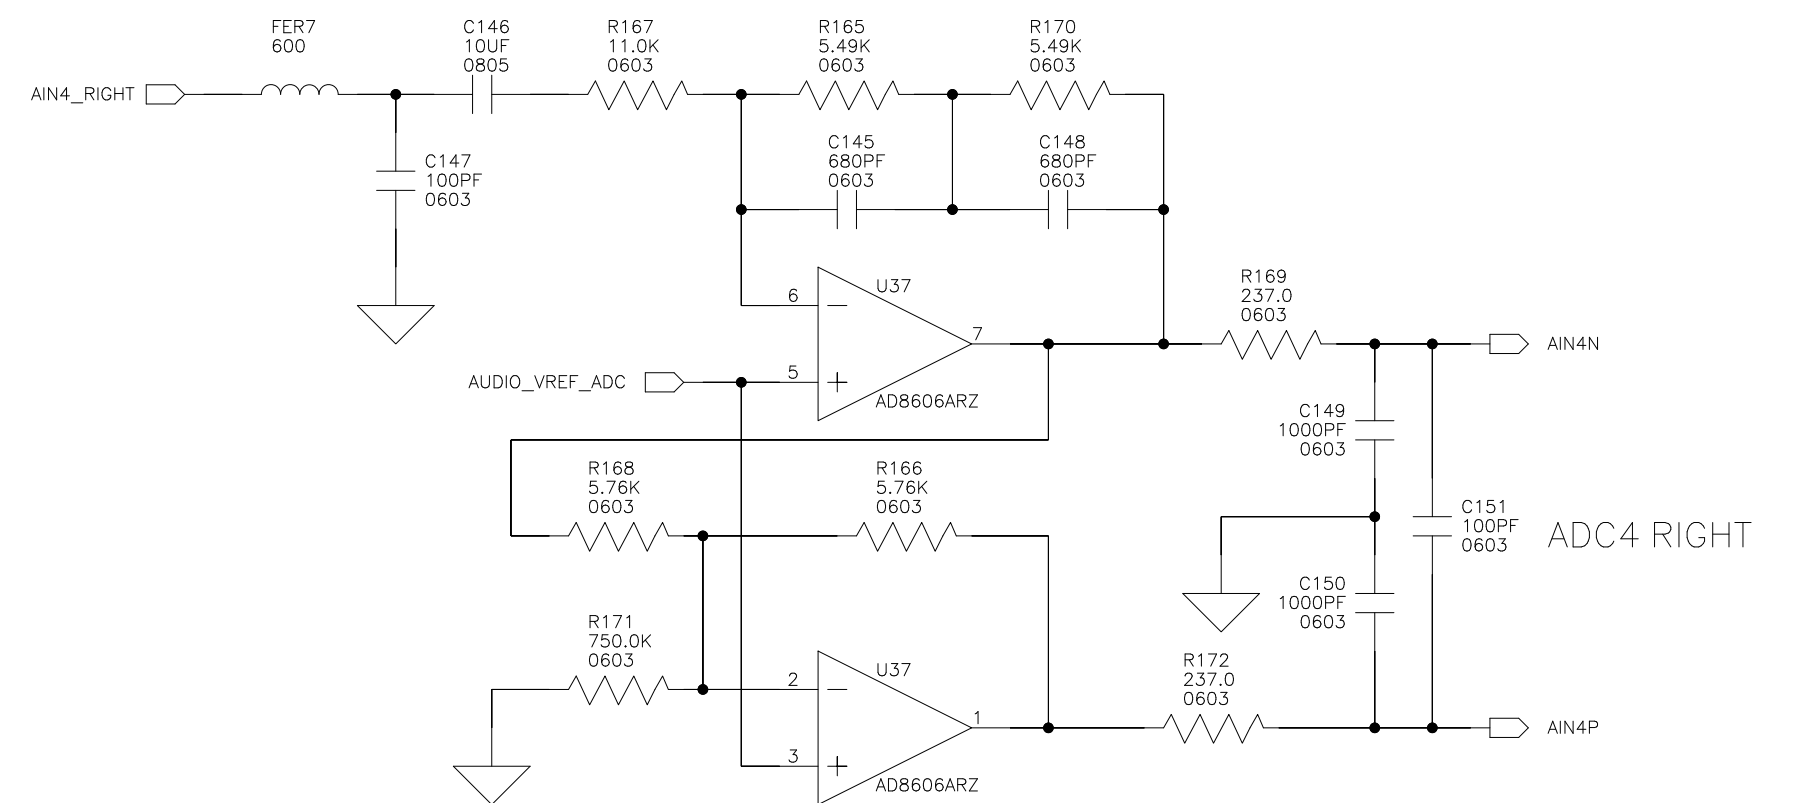 FER7
600
C146
10UF
0805
R167
11.0K
0603
R165
5.49K
0603
R170
5.49K
0603
AIN4_RIGHT
C147
100PF
0603
C145
680PF
0603
C148
680PF
0603
U37
6
7
5
AD8606ARZ
AUDIO_VREF_ADC
R169
237.0
0603
AIN4N
C149
1000PF
0603
R168
5.76K
0603
R166
5.76K
0603
C151
100PF
0603
ADC4 RIGHT
C150
1000PF
0603
R171
750.0K
0603
U37
2
1
3
AD8606ARZ
R172
237.0
0603
AIN4P